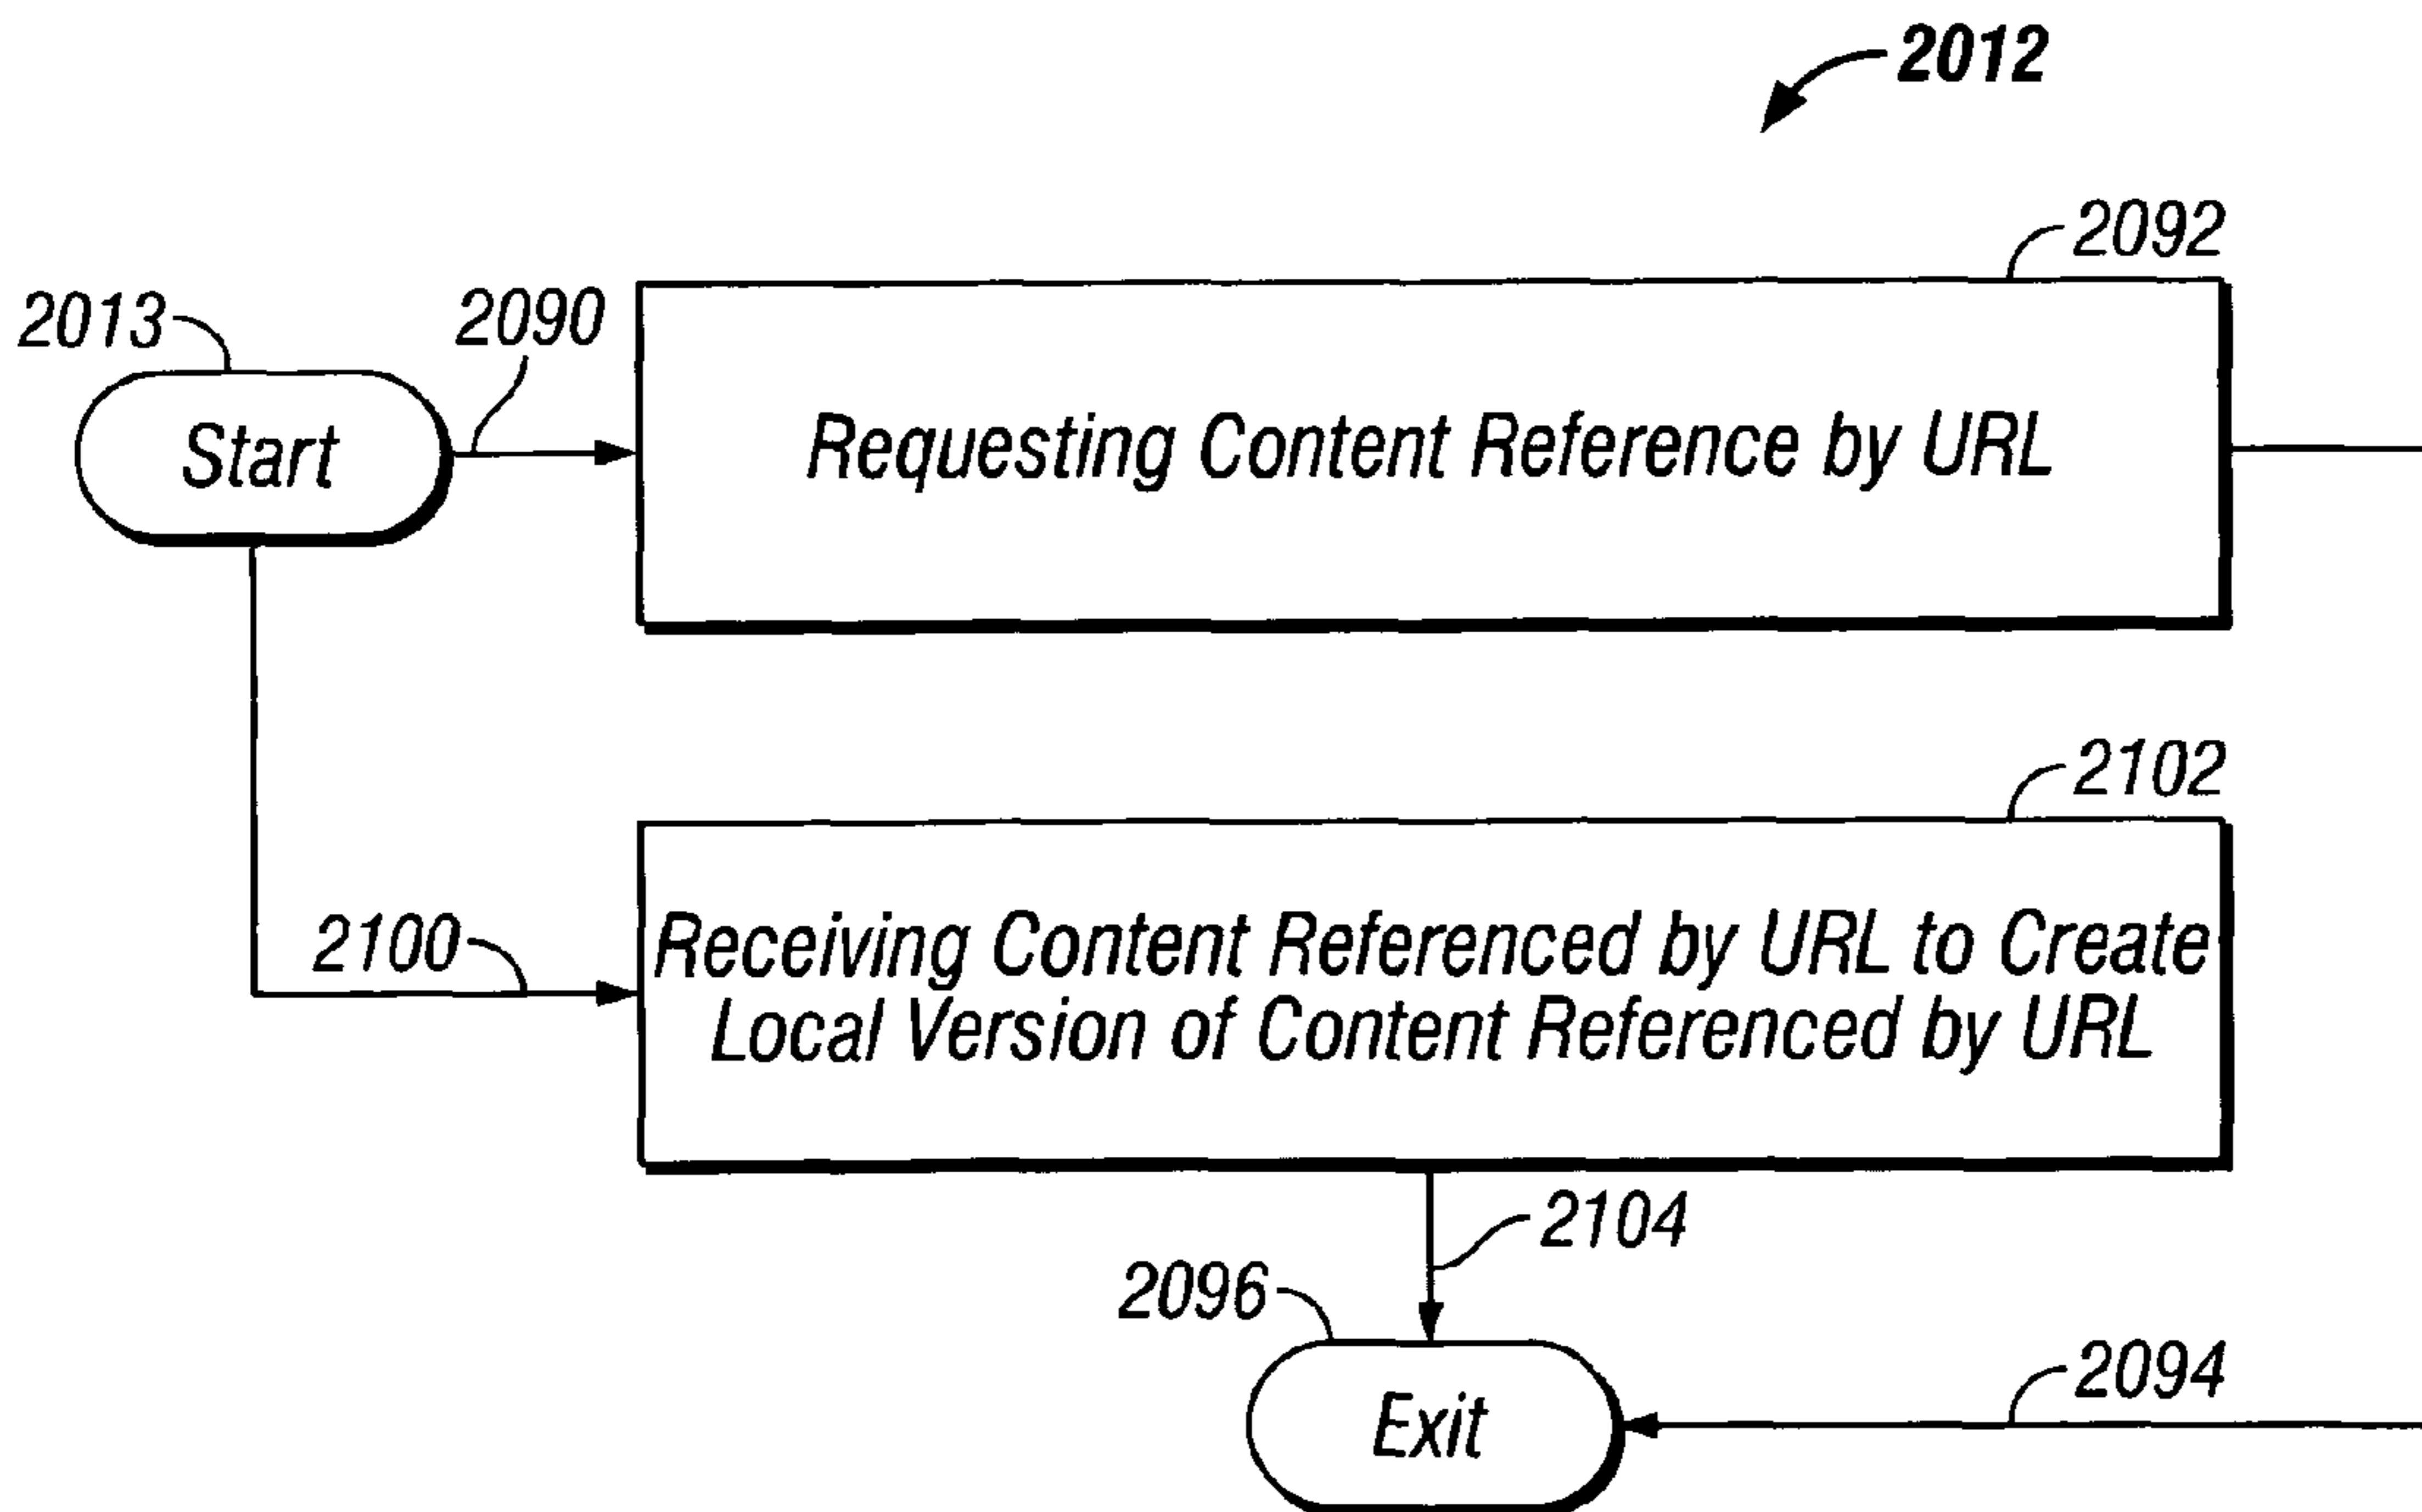 2012
2092
2013
2090
Start
Requesting Content Reference by URL
2102
2100
Receiving Content Referenced by URL to Create
Local Version of Content Referenced by URL
2104
2096
2094
Exit